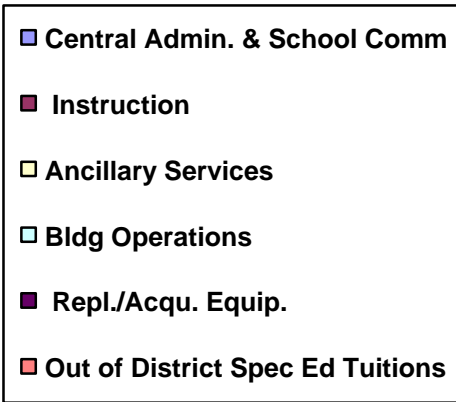 Central Admin. & School Comm
Instruction
Ancillary Services
Bldg Operations
Repl./Acqu. Equip.
Out of District Spec Ed Tuitions